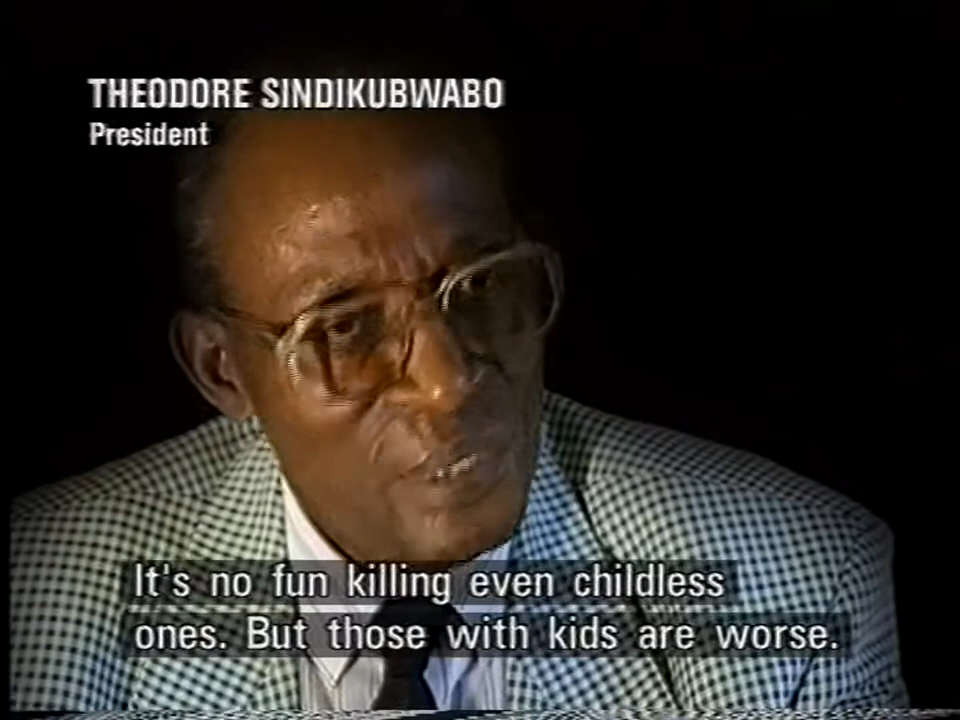 THEODORE SINDIKUBWABO
President
It's no fun killing even childless
ones. But those with kids are worse.